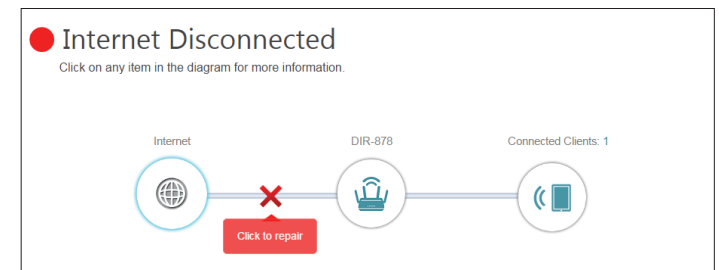 Internet Disconnected
Click on any item in the diagram for more information.
Internet
DIR-878
Connected Clients: 1
Click to repair